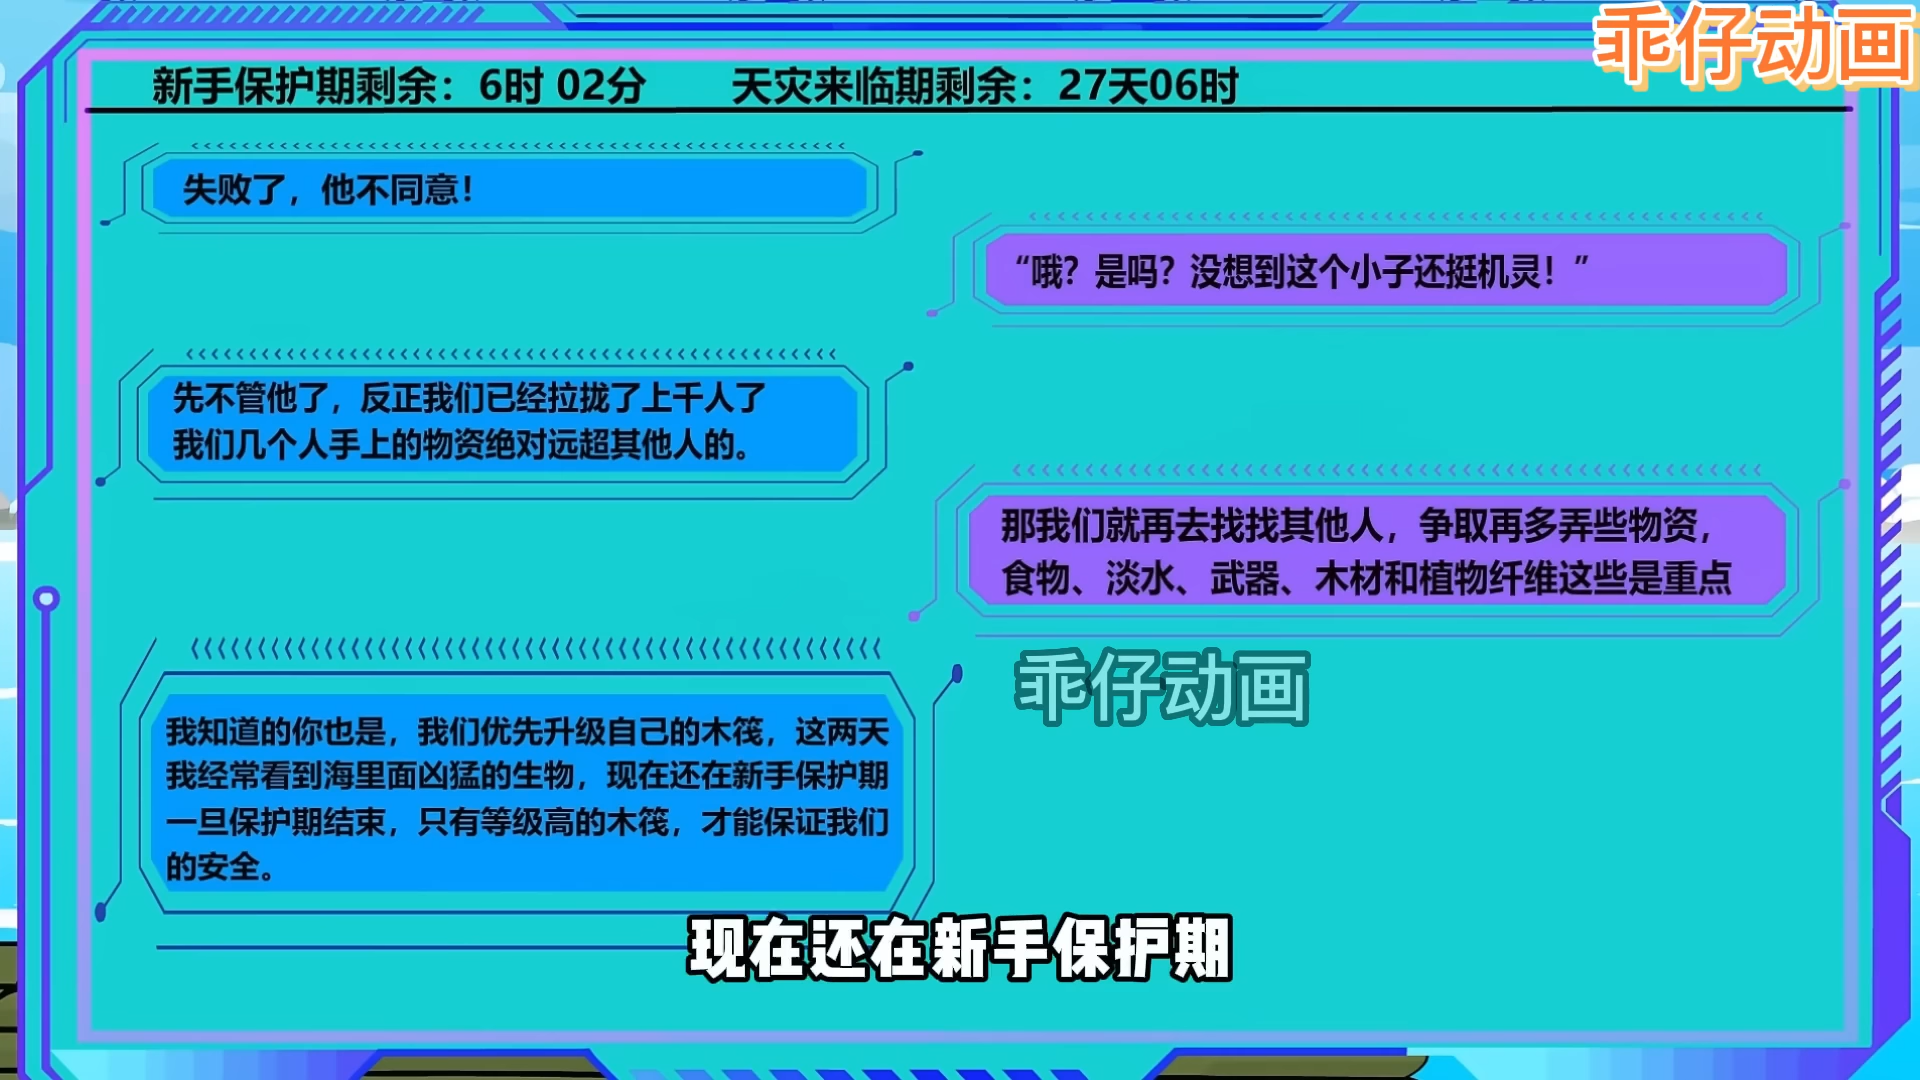 乖仔动画
新手保护期剩余：6时 02分 天灾来临期剩余：27天06时
失败了，他不同意！
“哦？是吗？没想到这个小子还挺机灵！”
先不管他了，反正我们已经拉拢了上千人了
我们几个人手上的物资绝对远超其他人的。
那我们就再去找找其他人，争取再多弄些物资，
食物、淡水、武器、木材和植物纤维这些是重点
乖仔动画
我知道的你也是，我们优先升级自己的木筏，这两天
我经常看到海里面凶猛的生物，现在还在新手保护期
一旦保护期结束，只有等级高的木筏，才能保证我们
的安全。
现在还在新手保护期